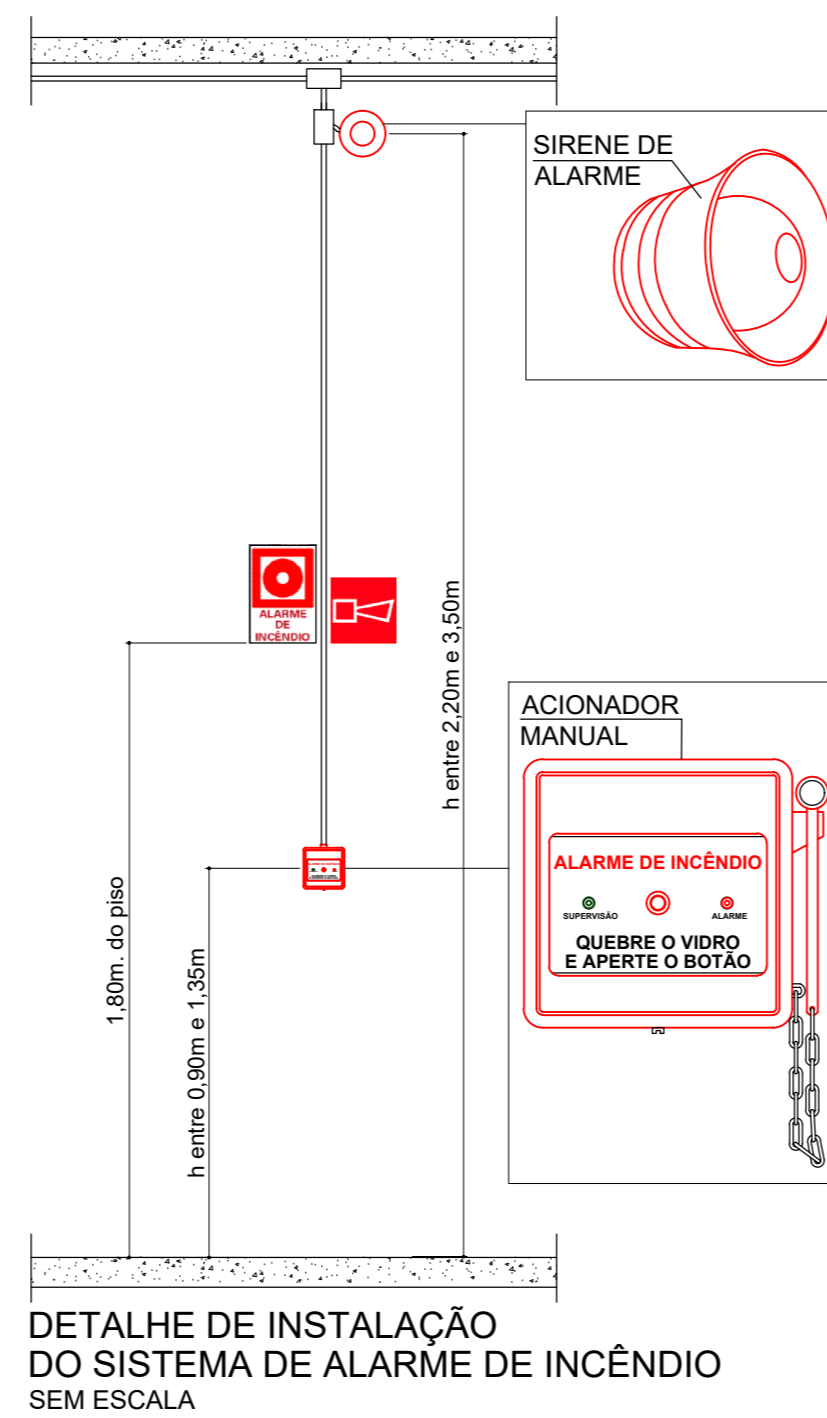 SIRENE DE
ALARME
ALARME
DE
INCÊNDIO
h entre 2,20m e 3,50m
1,80m. do piso
h entre 0,90m e 1,35m
ACIONADOR
MANUAL
ALARME DE INCÊNDIO
SUPERVISÃO
ALARME
QUEBRE O VIDRO
E APERTE O BOTÃO
DETALHE DE INSTALAÇÃO
DO SISTEMA DE ALARME DE INCÊNDIO
SEM ESCALA